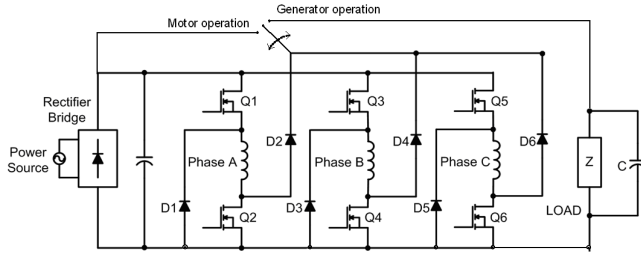 Generator operation
Motor operation
Rectifier
Bridge
Power
Source
Q1
Q3
Q5
D2
D4
D6
Phase A
Phase B
Phase C
Z
C
D1
D3
D5
Q2
Q4
Q6
LOAD